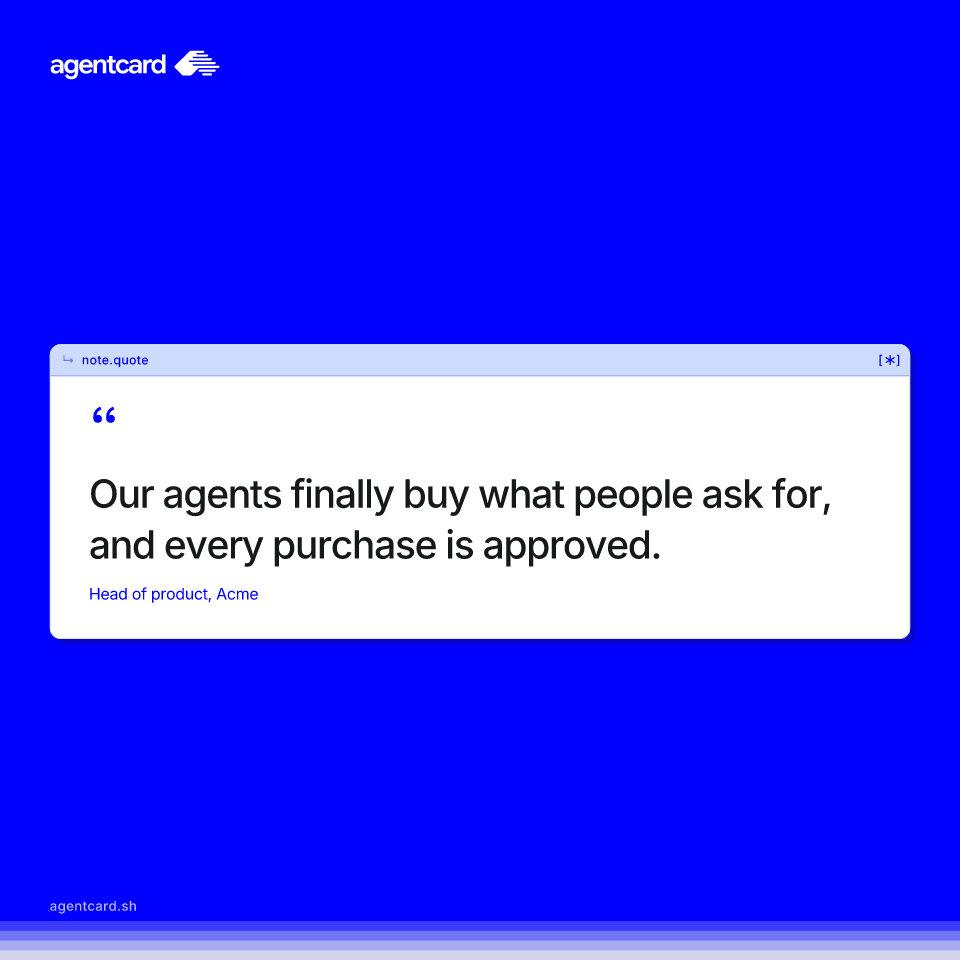 agentcard
↳ note.quote
[*]
“
Our agents finally buy what people ask for,
and every purchase is approved.
Head of product, Acme
agentcard.sh